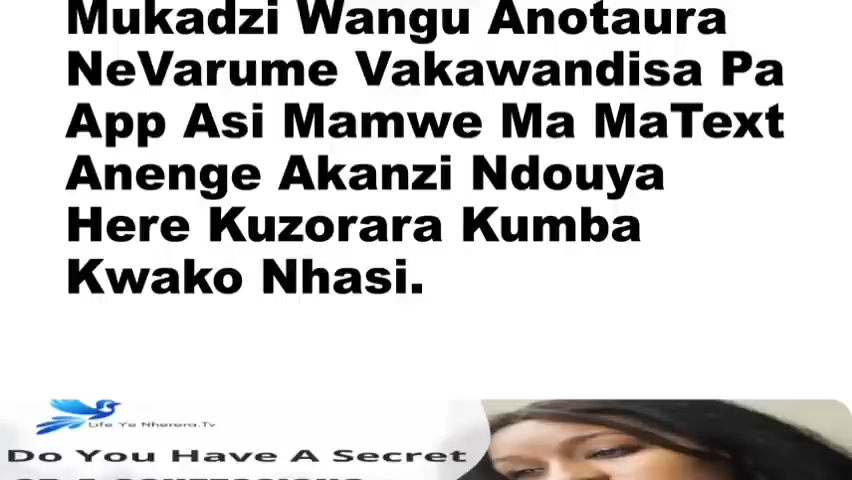 Mukadzi Wangu Anotaura
NeVarume Vakawandisa Pa
App Asi Mamwe Ma MaText
Anenge Akanzi Ndouya
Here Kuzorara Kumba
Kwako Nhasi.
Life Ye Nherera.Tv
Do You Have A Secret